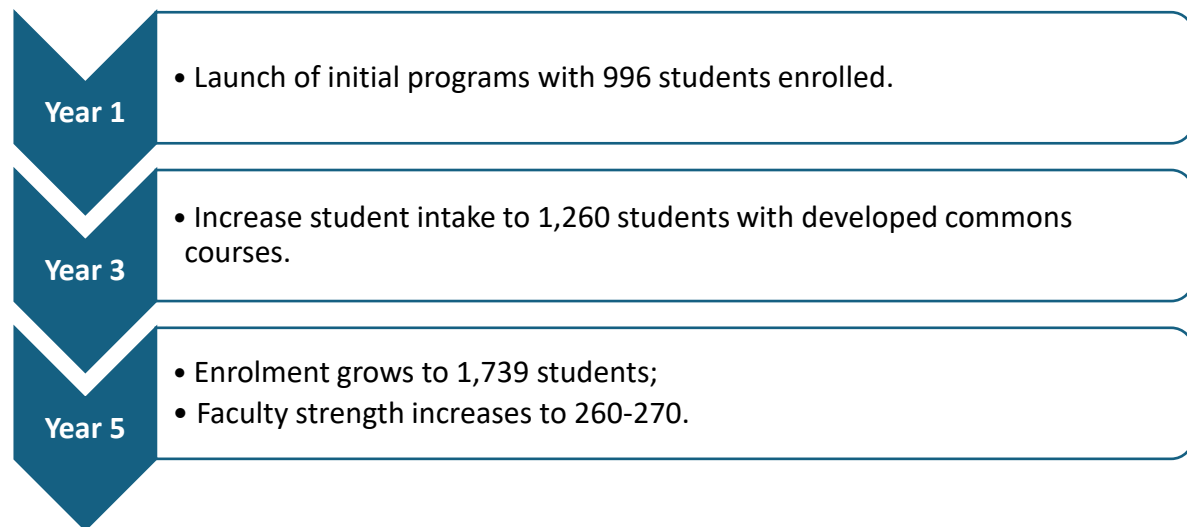 Year 1
• Launch of initial programs with 996 students enrolled.
Year 3
• Increase student intake to 1,260 students with developed commons
courses.
Year 5
• Enrolment grows to 1,739 students;
• Faculty strength increases to 260-270.